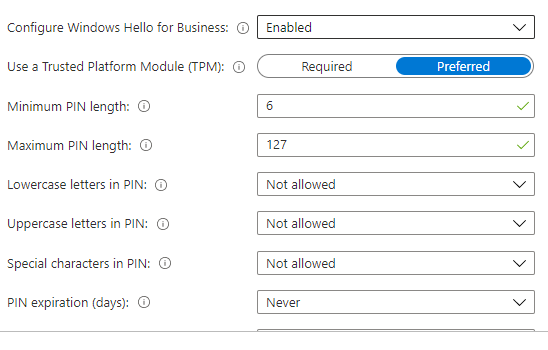 Configure Windows Hello for Business: Enabled
Use a Trusted Platform Module (TPM): Required Preferred
Minimum PIN length: 6
Maximum PIN length: 127
Lowercase letters in PIN: Not allowed
Uppercase letters in PIN: Not allowed
Special characters in PIN: Not allowed
PIN expiration (days): Never